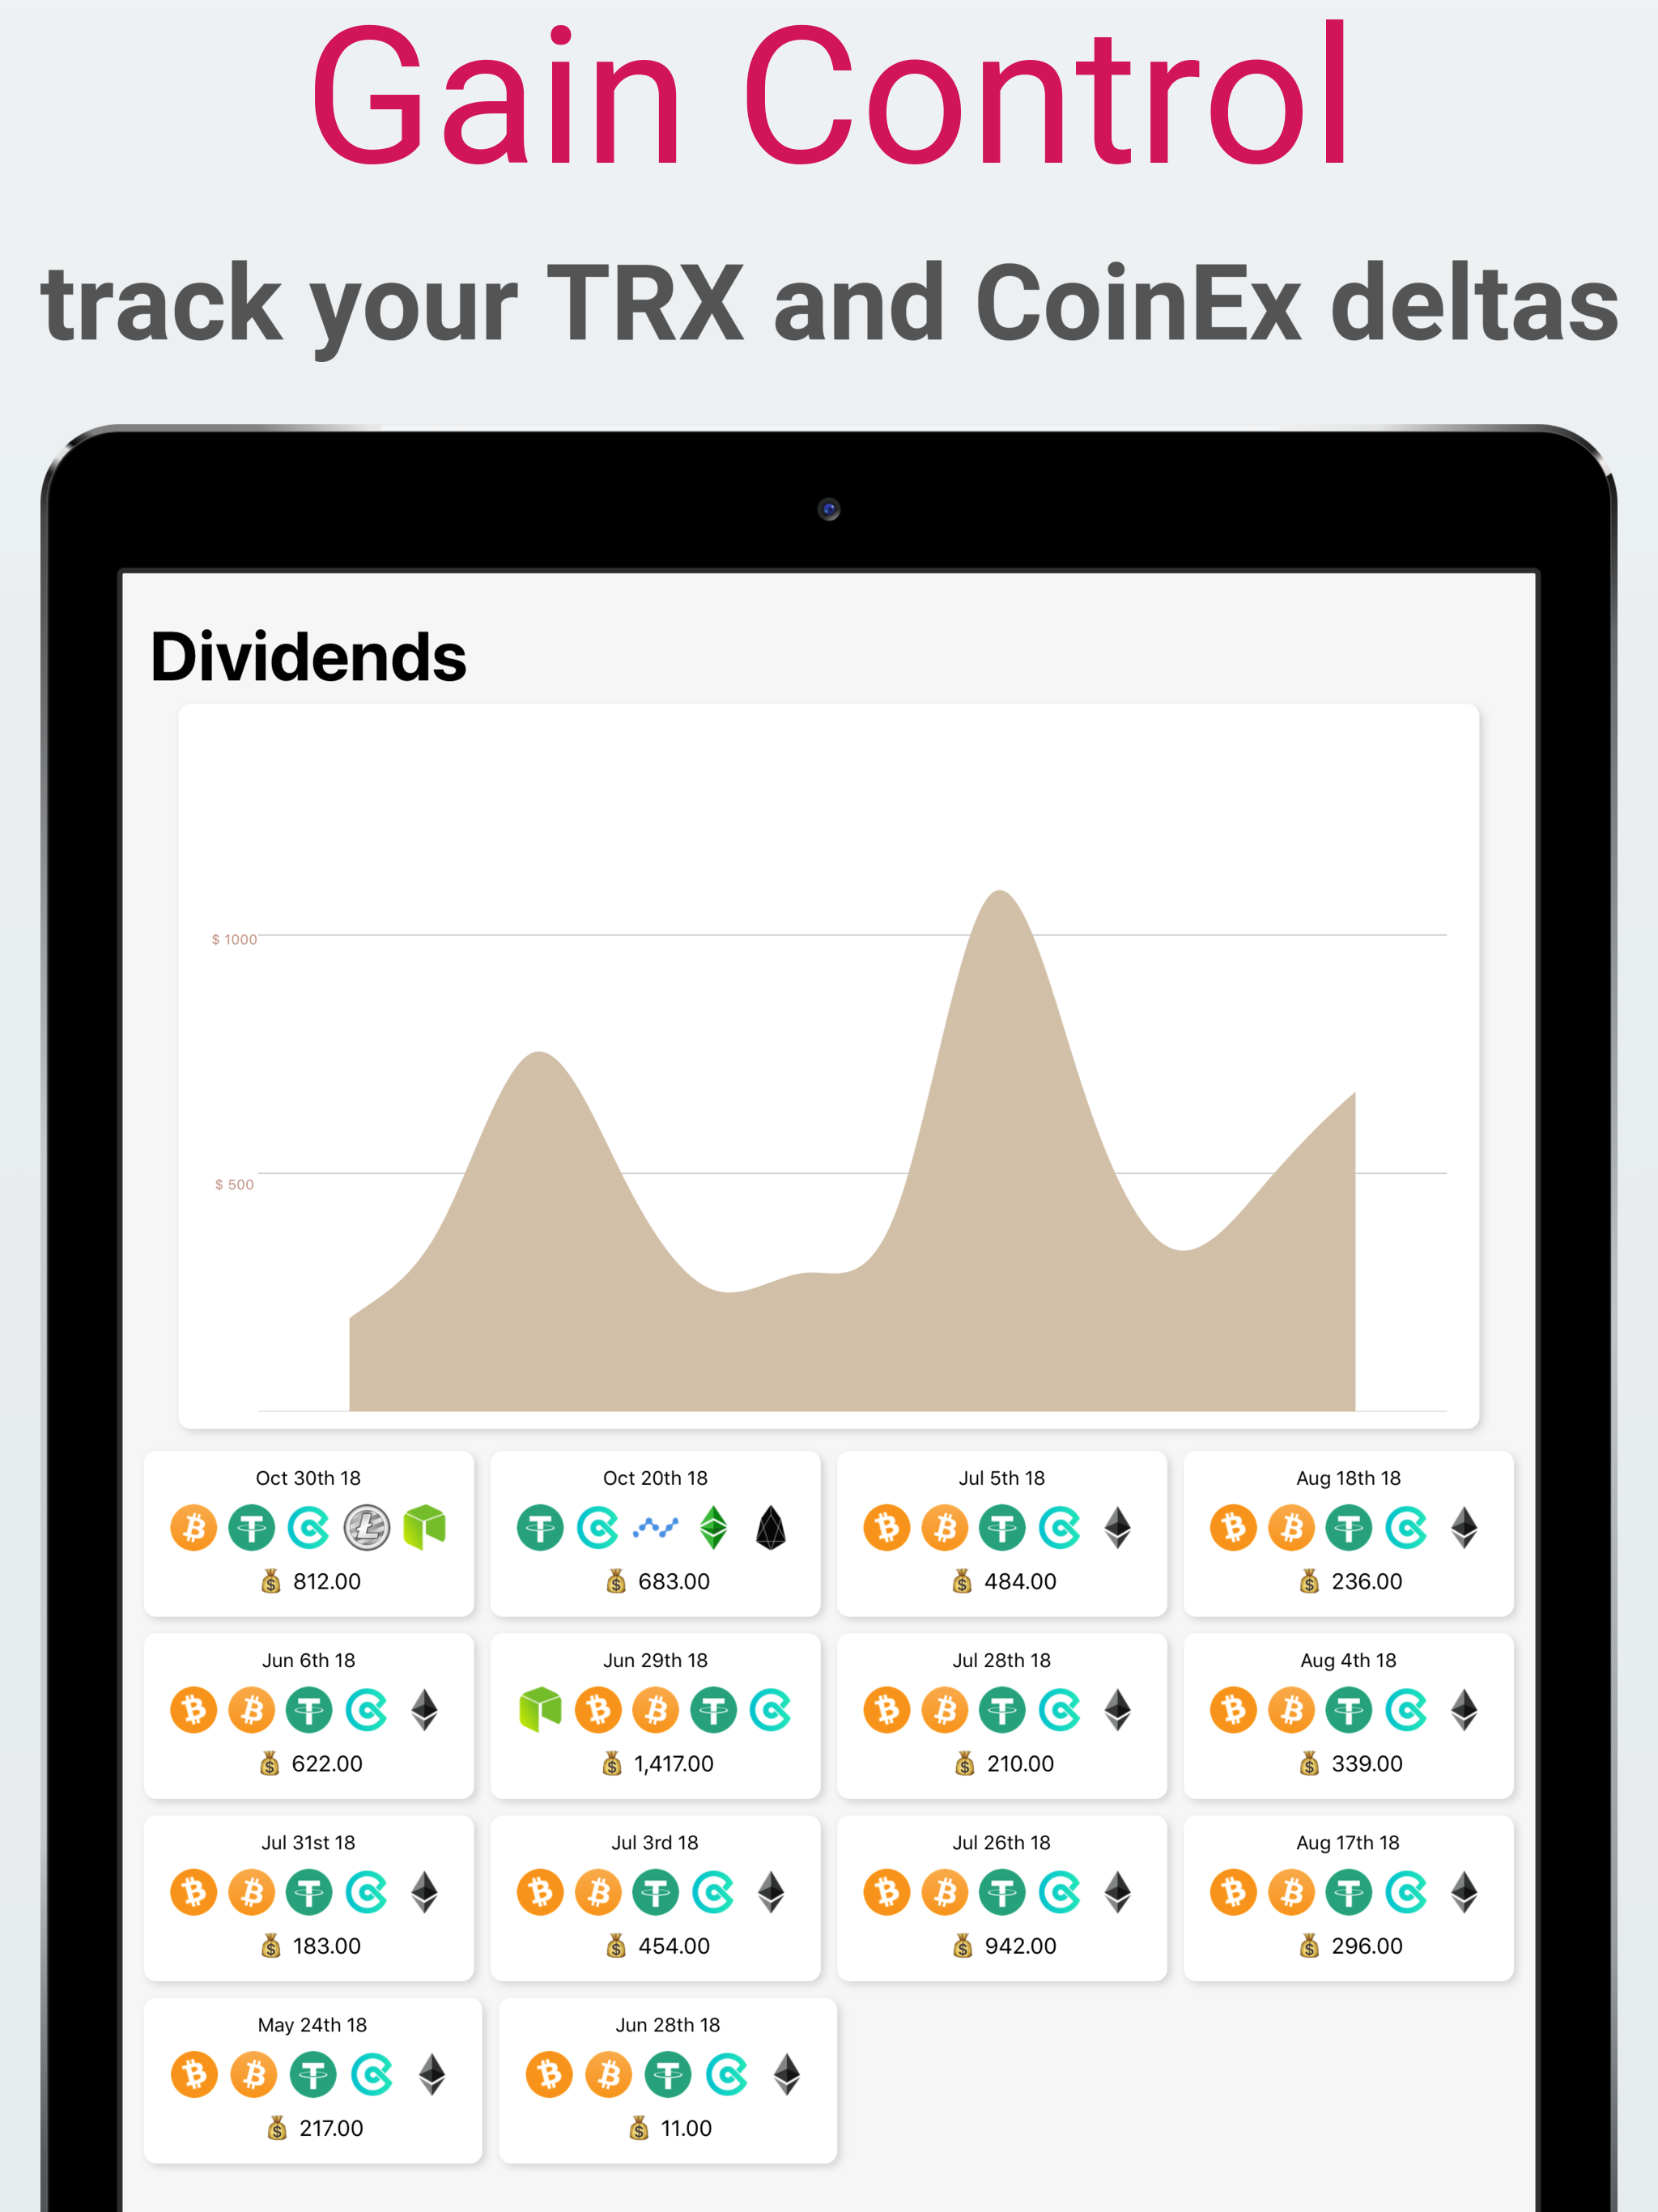 Gain Control
track your TRX and CoinEx deltas
Dividends
$ 1000
$ 500
Oct 30th 18
812.00
Oct 20th 18
683.00
Jul 5th 18
484.00
Aug 18th 18
236.00
Jun 6th 18
622.00
Jun 29th 18
1,417.00
Jul 28th 18
210.00
Aug 4th 18
339.00
Jul 31st 18
183.00
Jul 3rd 18
454.00
Jul 26th 18
942.00
Aug 17th 18
296.00
May 24th 18
217.00
Jun 28th 18
11.00